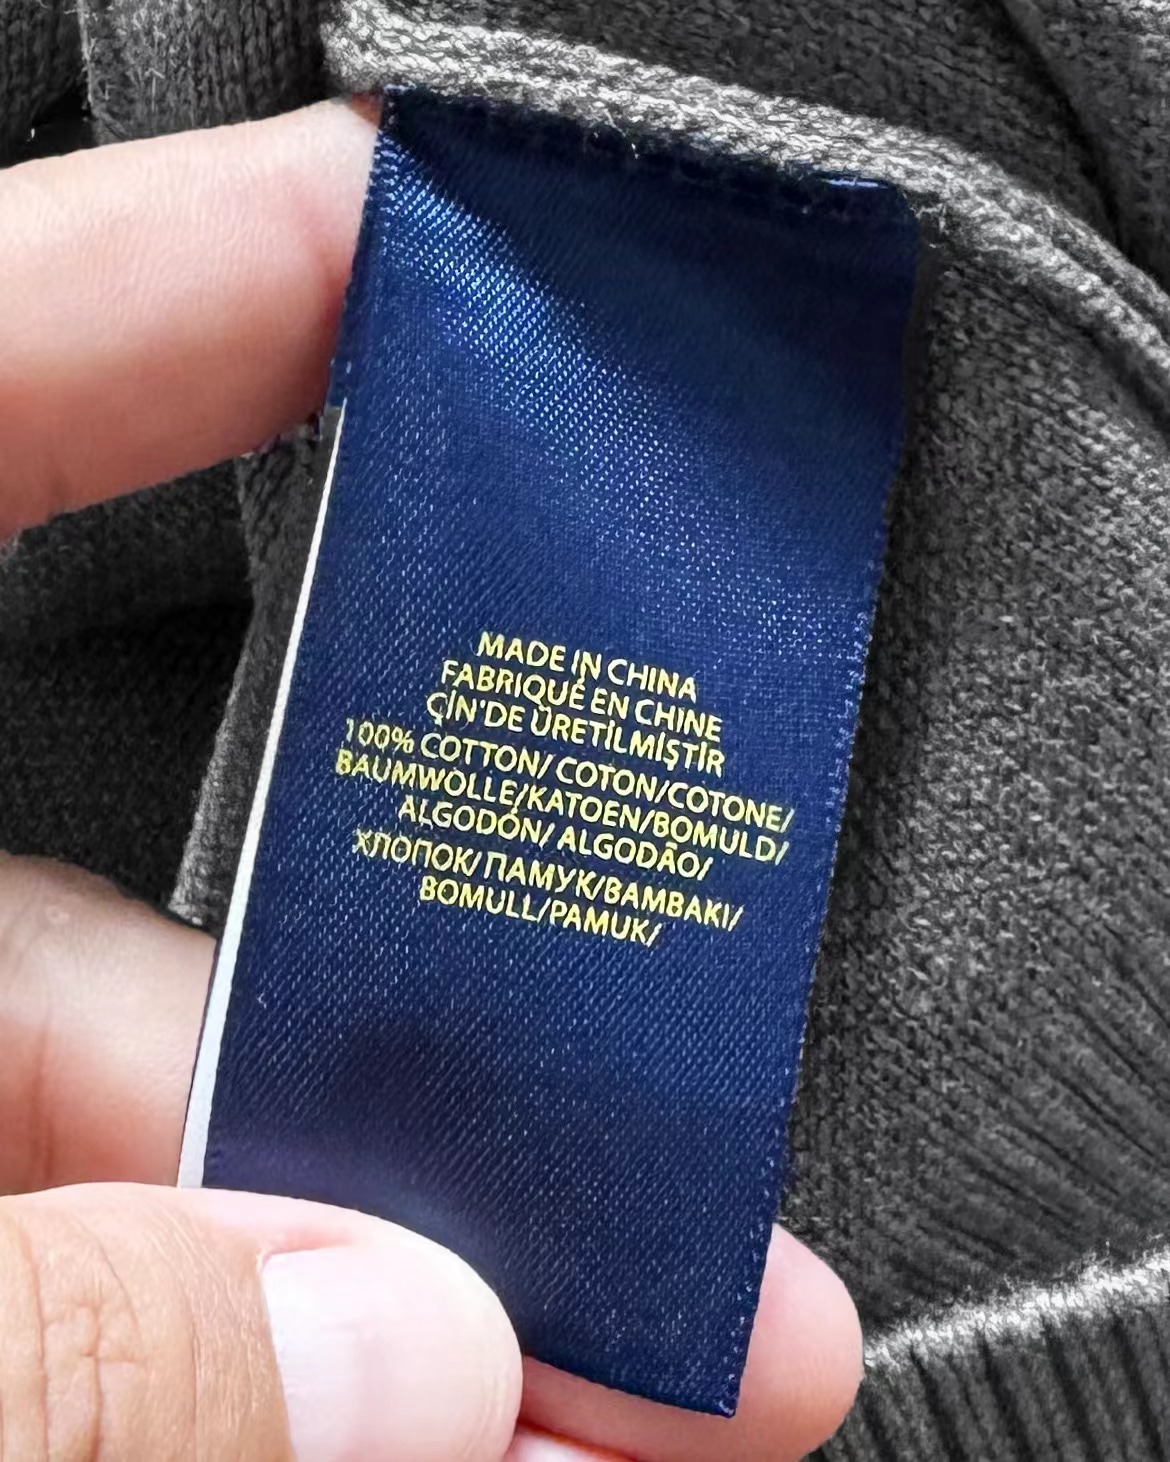 MADE IN CHINA
FABRIQUÉ EN CHINE
ÇİN'DE ÜRETİLMİŞTİR
100% COTTON/ COTON/COTONE/
BAUMWOLLE/KATOEN/BOMULD/
ALGODÓN/ ALGODÃO/
ХЛОПОК/ПАМУК/BAMBAKI/
BOMULL/PAMUK/